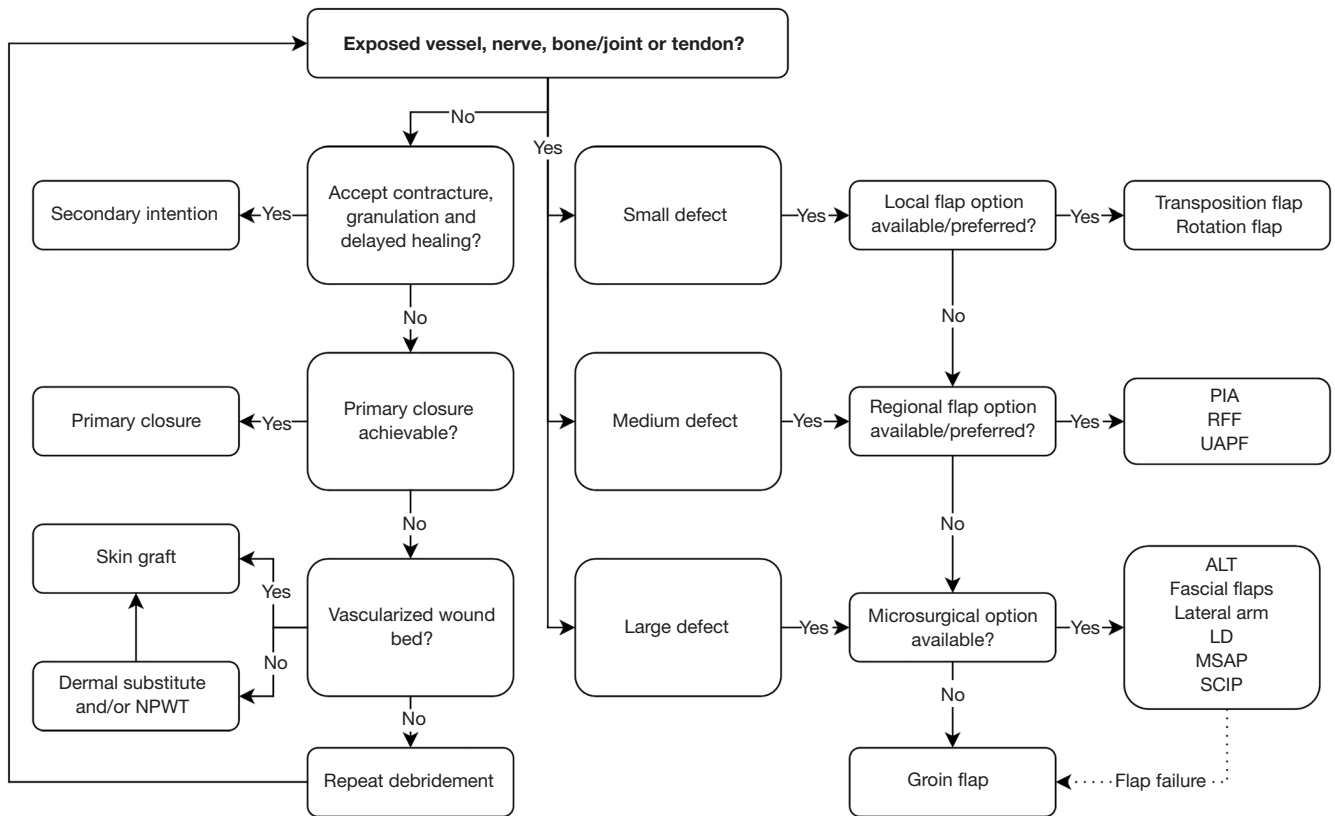 Exposed vessel, nerve, bone/joint or tendon?
No
Yes
Accept contracture,
granulation and
delayed healing?
Yes
Secondary intention
Small defect
Yes
Local flap option
available/preferred?
Yes
Transposition flap
Rotation flap
No
No
Primary closure
achievable?
Yes
Primary closure
Medium defect
Yes
Regional flap option
available/preferred?
Yes
PIA
RFF
UAPF
No
No
Skin graft
Yes
Vascularized wound
bed?
No
Dermal substitute
and/or NPWT
Large defect
Yes
Microsurgical option
available?
Yes
ALT
Fascial flaps
Lateral arm
LD
MSAP
SCIP
No
No
Repeat debridement
Groin flap
Flap failure